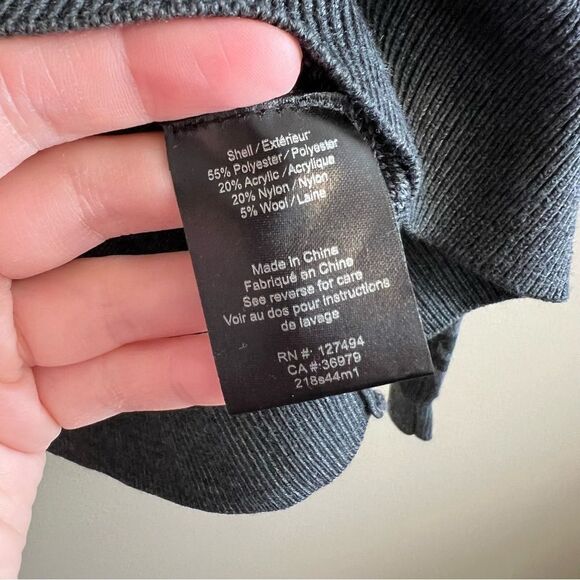 Shell / Extérieur
55% Polyester / Polyester
20% Acrylic / Acrylique
20% Nylon / Nylon
5% Wool / Laine
Made in China
Fabriqué en China
See reverse for care
Voir au dos pour instructions
de lavage
RN #: 127494
CA # 36979
218s44m1